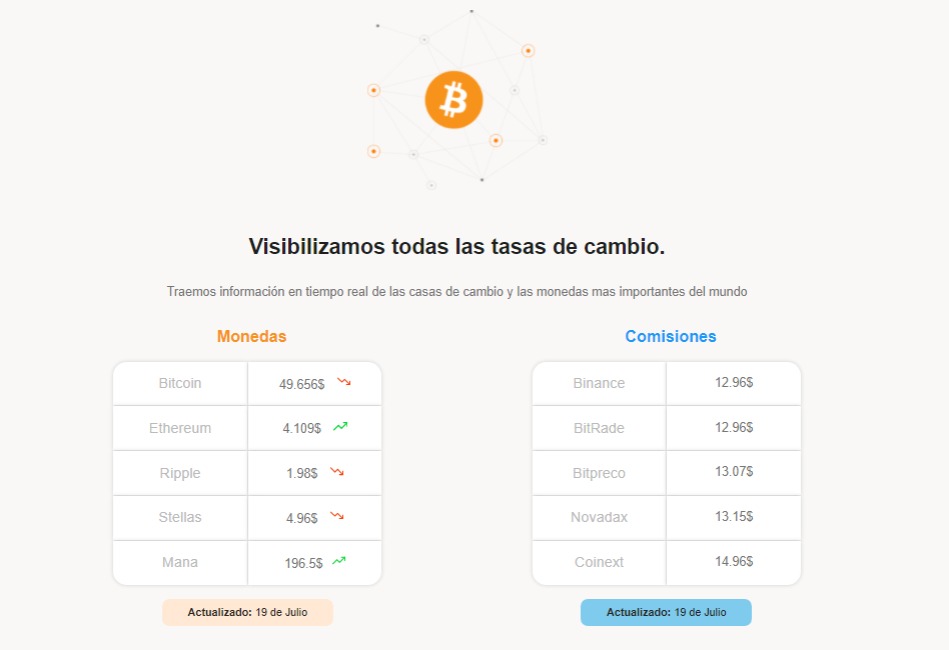 Visibilizamos todas las tasas de cambio.
Traemos información en tiempo real de las casas de cambio y las monedas mas importantes del mundo
Monedas
Bitcoin 49.656$
Ethereum 4.109$
Ripple 1.98$
Stellas 4.96$
Mana 196.5$
Actualizado: 19 de Julio
Comisiones
Binance 12.96$
BitRade 12.96$
Bitpreco 13.07$
Novadax 13.15$
Coinext 14.96$
Actualizado: 19 de Julio